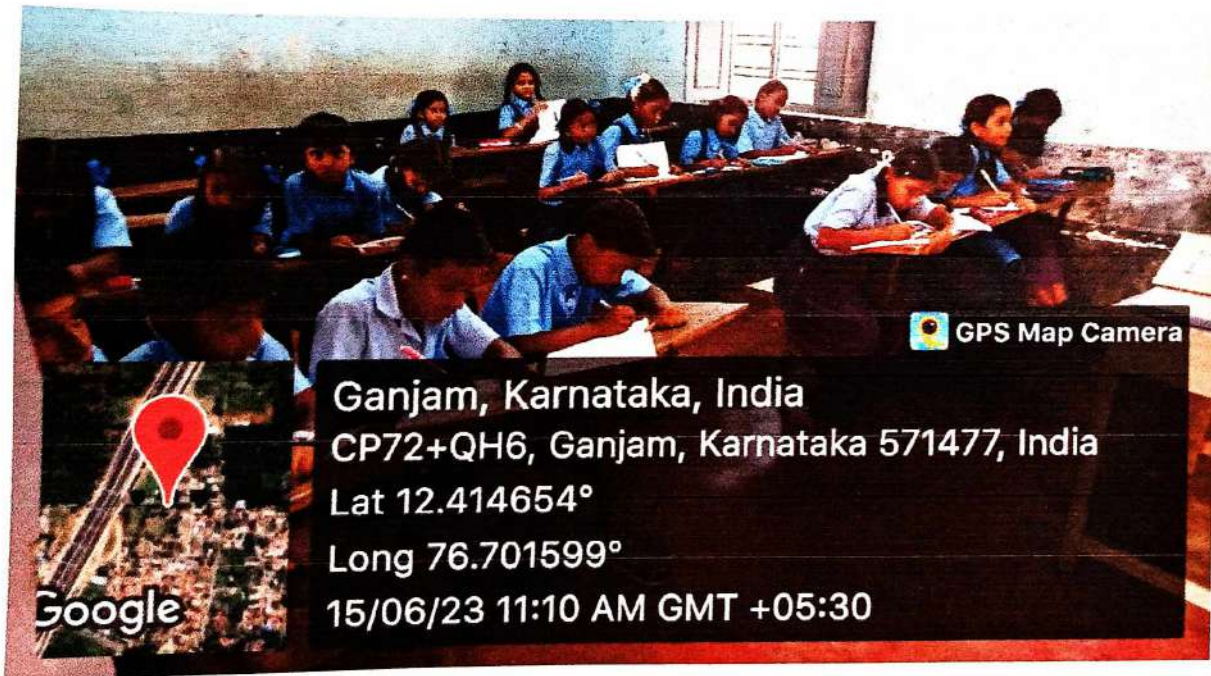 GPS Map Camera
Ganjam, Karnataka, India
CP72+QH6, Ganjam, Karnataka 571477, India
Lat 12.414654°
Long 76.701599°
15/06/23 11:10 AM GMT +05:30
Google